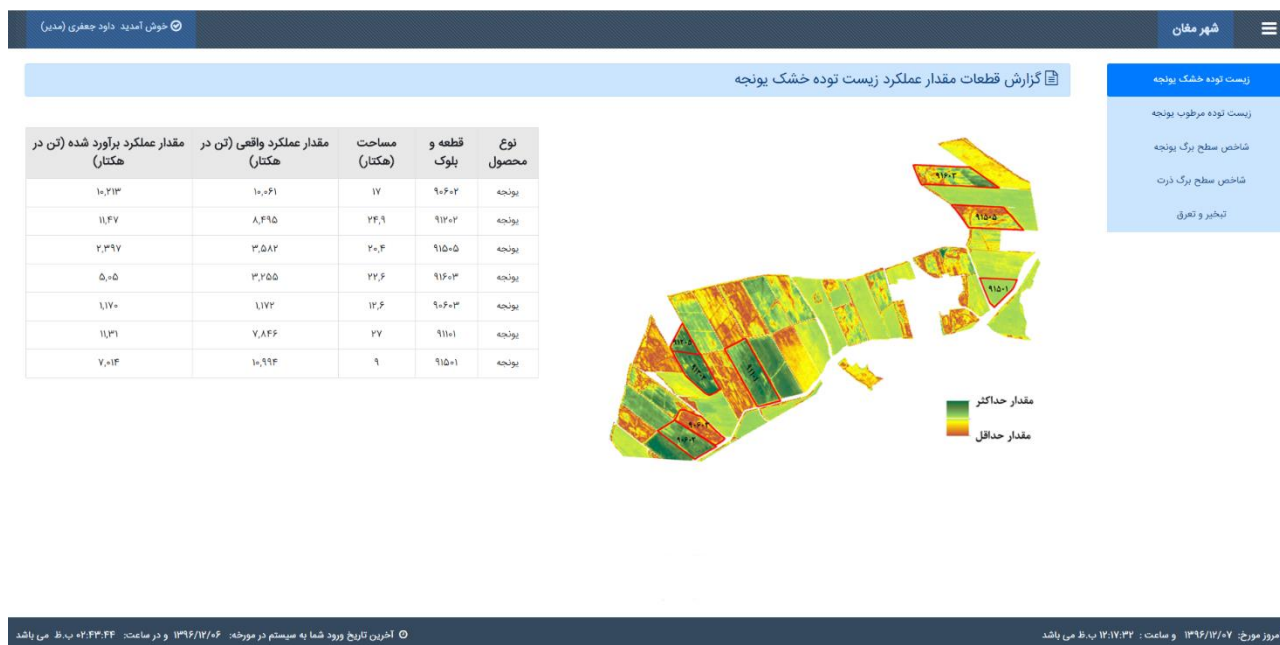 شهر مغان
خوش آمدید داود جعفری (مدیر)
زیست توده خشک یونجه
زیست توده مرطوب یونجه
شاخص سطح برگ یونجه
شاخص سطح برگ ذرت
تبخیر و تعرق
گزارش قطعات مقدار عملکرد زیست توده خشک یونجه
۹۱۶۰۳
۹۱۵۰۵
۹۱۵۰۱
۹۱۲۰۵
۹۱۲۰۲
۹۱۱۰۱
۹۰۶۰۳
۹۰۶۰۲
مقدار حداکثر
مقدار حداقل
نوع محصول قطعه و بلوک مساحت (هکتار) مقدار عملکرد واقعی (تن در هکتار) مقدار عملکرد برآورد شده (تن در هکتار)
یونجه ۹۰۶۰۲ ۱۷ ۱۰,۰۶۱ ۱۰,۲۱۳
یونجه ۹۱۲۰۲ ۲۴,۹ ۸,۴۹۵ ۱۱,۴۷
یونجه ۹۱۵۰۵ ۲۰,۴ ۳,۵۸۲ ۲,۳۹۷
یونجه ۹۱۶۰۳ ۲۲,۶ ۳,۲۵۵ ۵,۰۵
یونجه ۹۰۶۰۳ ۱۲,۶ ۱,۱۷۲ ۱,۱۷۰
یونجه ۹۱۱۰۱ ۲۷ ۷,۸۴۶ ۱۱,۳۱
یونجه ۹۱۵۰۱ ۹ ۱۰,۹۹۴ ۷,۰۱۴
مروز مورخ: ۱۳۹۶/۱۲/۰۷ و ساعت : ۱۲:۱۷:۳۲ ب.ظ می باشد
آخرین تاریخ ورود شما به سیستم در مورخه: ۱۳۹۶/۱۲/۰۶ و در ساعت: ۰۲:۴۳:۴۴ ب.ظ می باشد